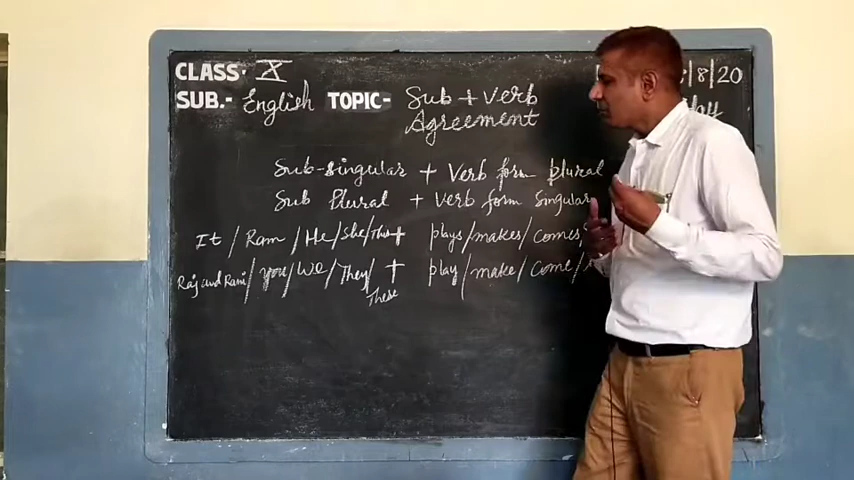 CLASS- X
SUB.- English TOPIC- Sub + Verb Agreement
/8/20
Sub-singular + Verb form plural
Sub Plural + verb form Singular
It / Ram / He / She / This + plays / makes / comes,
Raj and Ram / you / We / They / These + play / make / Come /